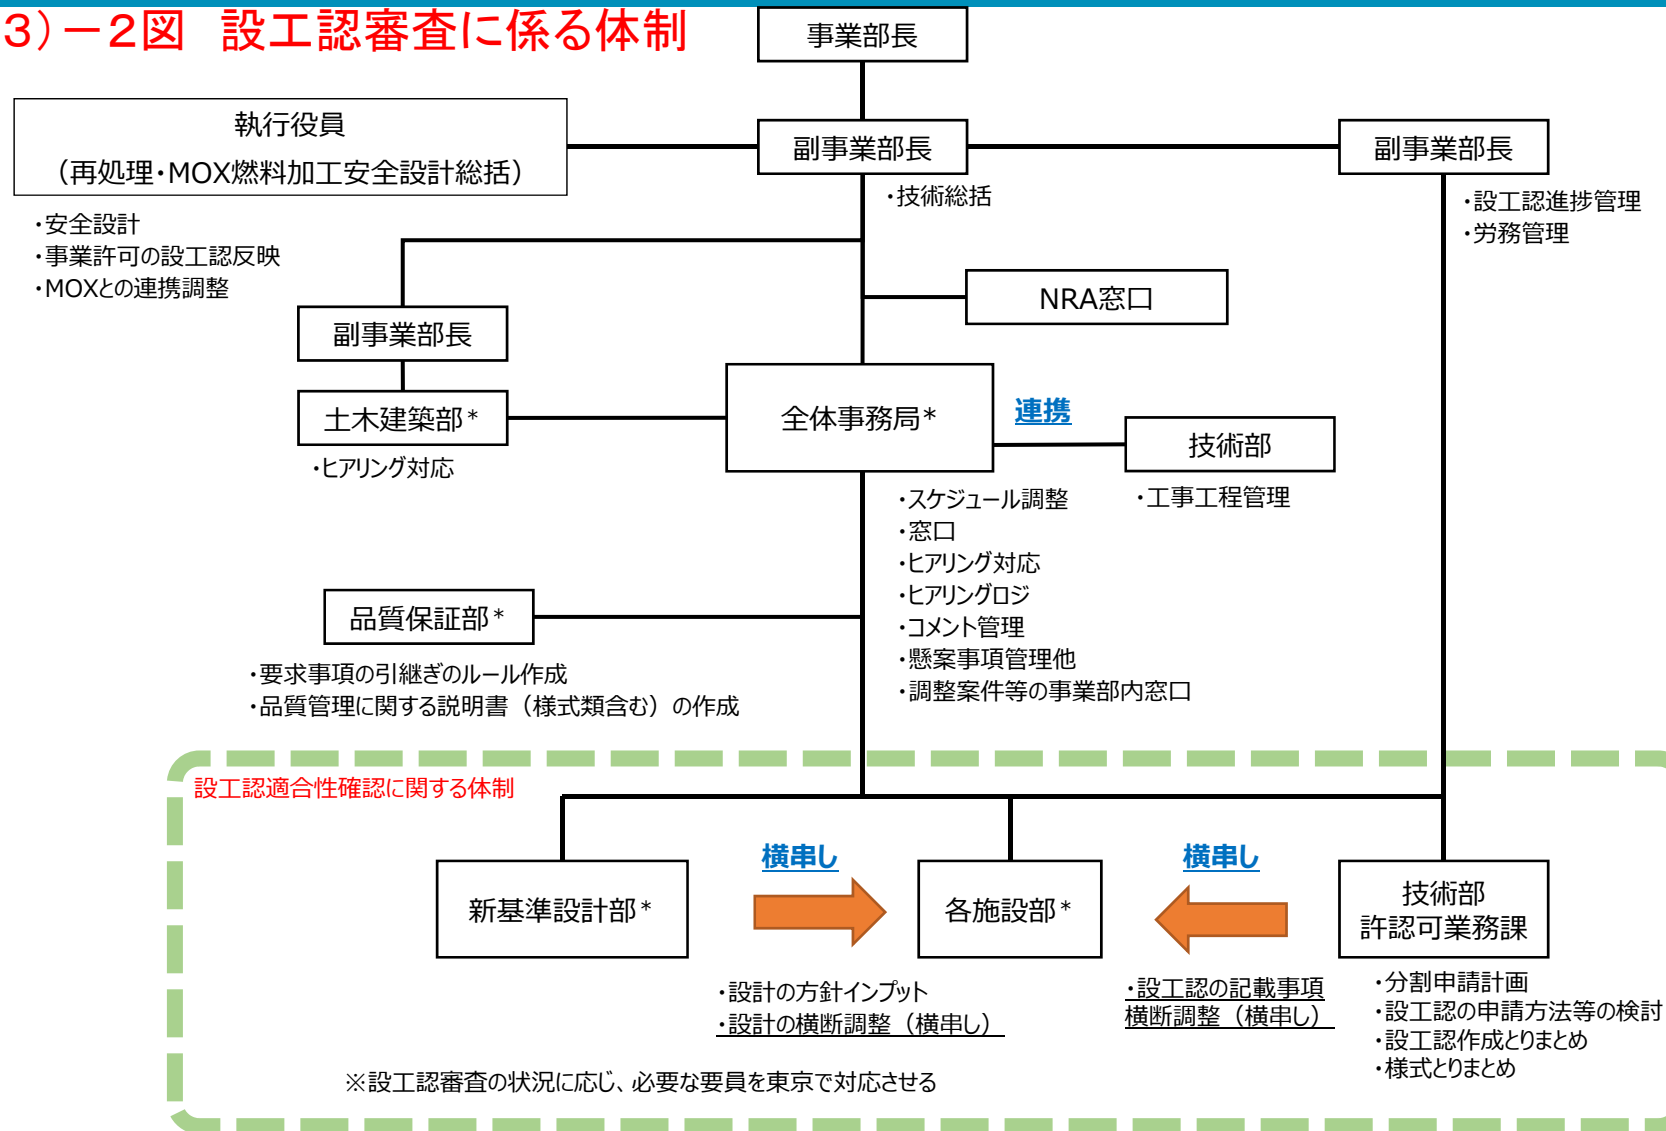 3)－2図 設工認審査に係る体制
事業部長
執行役員
（再処理・MOX燃料加工安全設計総括）
副事業部長
副事業部長
・技術総括
・安全設計
・事業許可の設工認反映
・MOXとの連携調整
・設工認進捗管理
・労務管理
NRA窓口
副事業部長
土木建築部*
・ヒアリング対応
全体事務局*
連携
技術部
・工事工程管理
・スケジュール調整
・窓口
・ヒアリング対応
・ヒアリングロジ
・コメント管理
・懸案事項管理他
・調整案件等の事業部内窓口
品質保証部*
・要求事項の引継ぎのルール作成
・品質管理に関する説明書（様式類含む）の作成
設工認適合性確認に関する体制
新基準設計部*
横串し
各施設部*
横串し
技術部
許認可業務課
・設計の方針インプット
・設計の横断調整（横串し）
・設工認の記載事項
横断調整（横串し）
・分割申請計画
・設工認の申請方法等の検討
・設工認作成とりまとめ
・様式とりまとめ
※設工認審査の状況に応じ、必要な要員を東京で対応させる